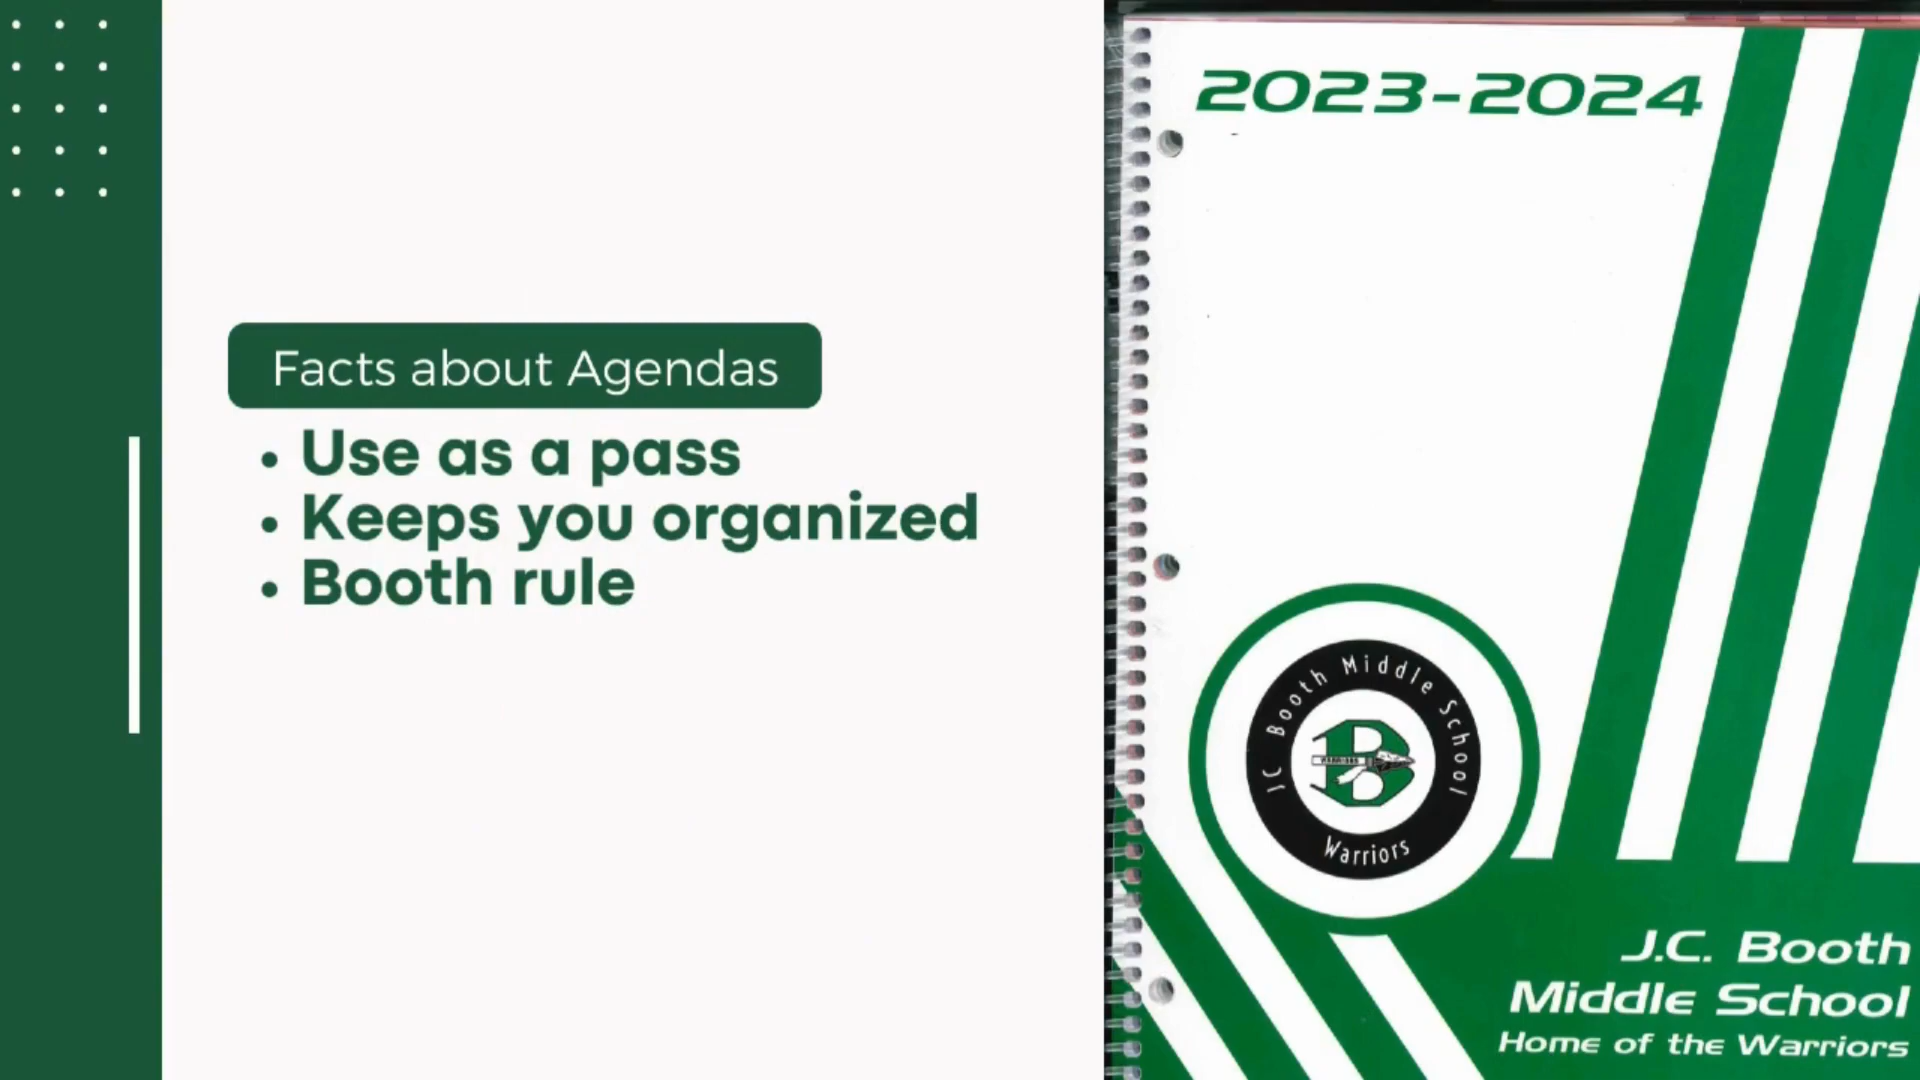 Facts about Agendas
• Use as a pass
• Keeps you organized
• Booth rule
2023-2024
JC Booth Middle School
WARRIORS
Warriors
J.C. Booth
Middle School
Home of the Warriors